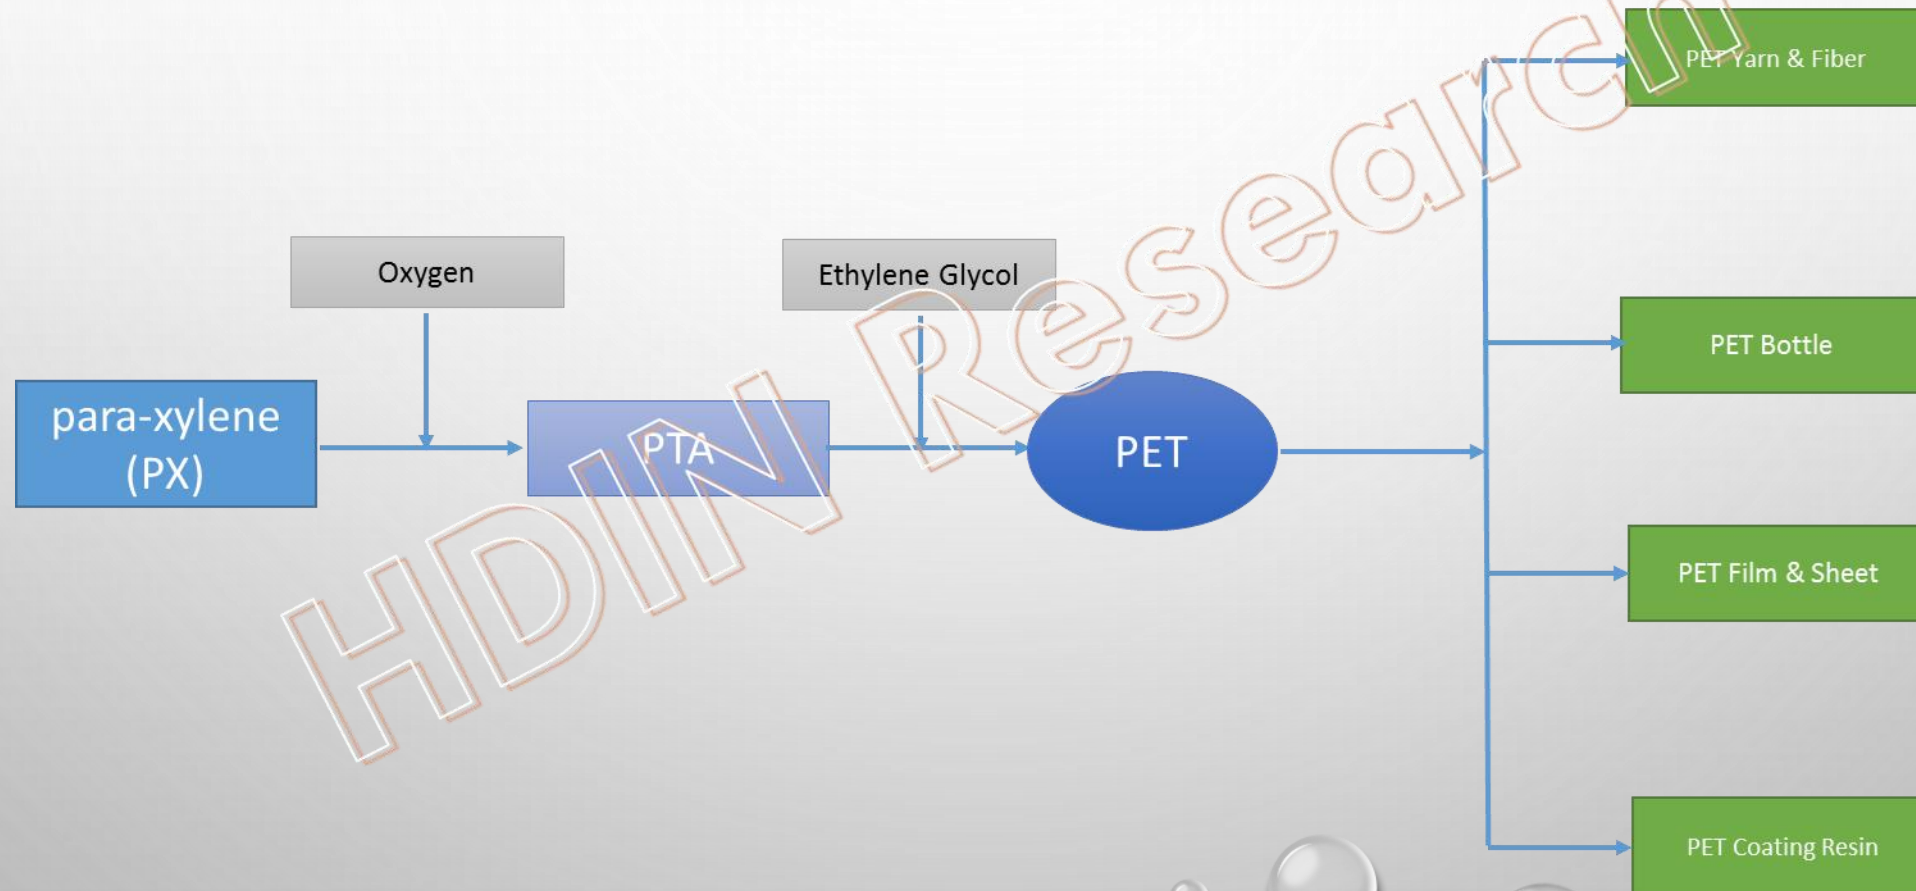 PET Yarn & Fiber
Oxygen
Ethylene Glycol
PET Bottle
para-xylene
(PX)
PTA
PET
PET Film & Sheet
PET Coating Resin
HDIN Research